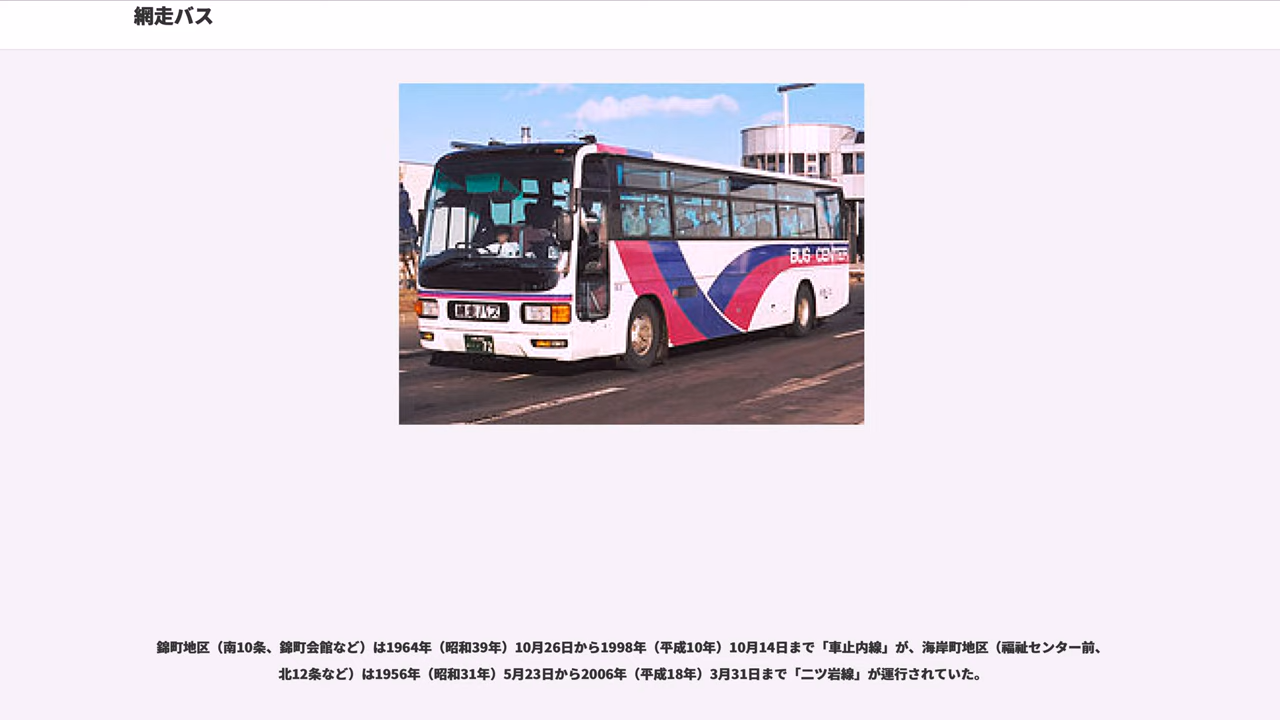 網走バス
BUS CENTER
網走バス
錦町地区（南10条、錦町会館など）は1964年（昭和39年）10月26日から1998年（平成10年）10月14日まで「車止内線」が、海岸町地区（福祉センター前、
北12条など）は1956年（昭和31年）5月23日から2006年（平成18年）3月31日まで「二ツ岩線」が運行されていた。